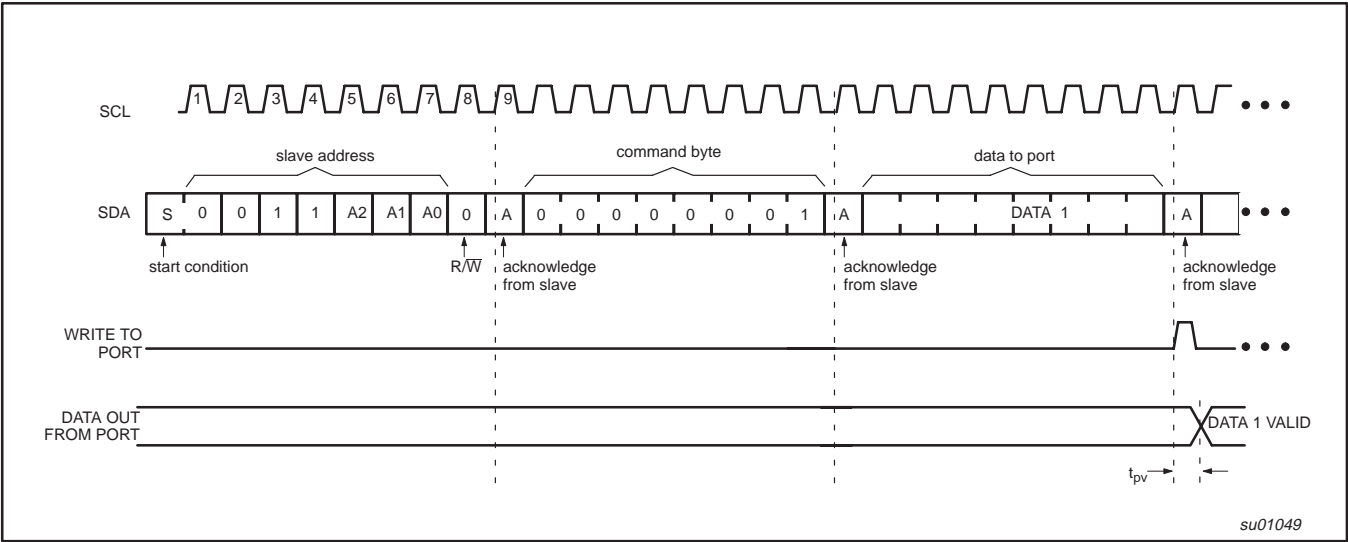 SCL 1 2 3 4 5 6 7 8 9
slave address command byte data to port
SDA S 0 0 1 1 A2 A1 A0 0 A 0 0 0 0 0 0 0 1 A DATA 1 A
start condition R/W̅ acknowledge from slave acknowledge from slave acknowledge from slave
WRITE TO PORT
DATA OUT FROM PORT DATA 1 VALID
tpv
su01049